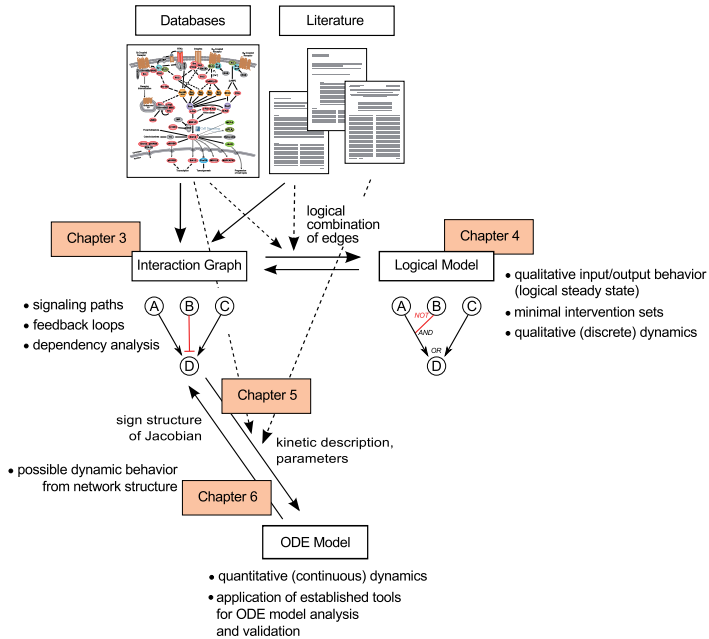 Databases
Literature
logical
combination
of edges
Chapter 3
Chapter 4
Interaction Graph
Logical Model
• signaling paths
• feedback loops
• dependency analysis
A
B
C
D
A
B
C
NOT
AND
OR
D
• qualitative input/output behavior
(logical steady state)
• minimal intervention sets
• qualitative (discrete) dynamics
Chapter 5
sign structure
of Jacobian
kinetic description,
parameters
• possible dynamic behavior
from network structure
Chapter 6
ODE Model
• quantitative (continuous) dynamics
• application of established tools
for ODE model analysis
and validation